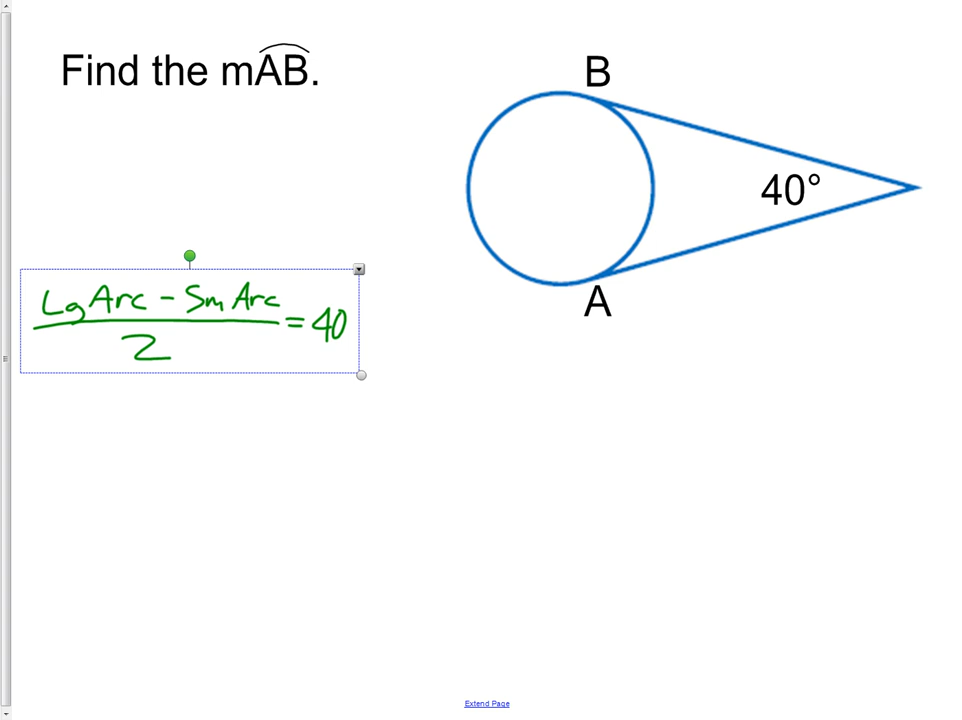 Find the mAB.
B
40°
A
Lg Arc - Sm Arc
2
= 40
Extend Page